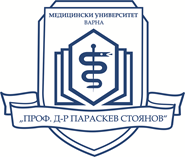 МЕДИЦИНСКИ УНИВЕРСИТЕТ
ВАРНА
„ПРОФ. Д-Р ПАРАСКЕВ СТОЯНОВ“